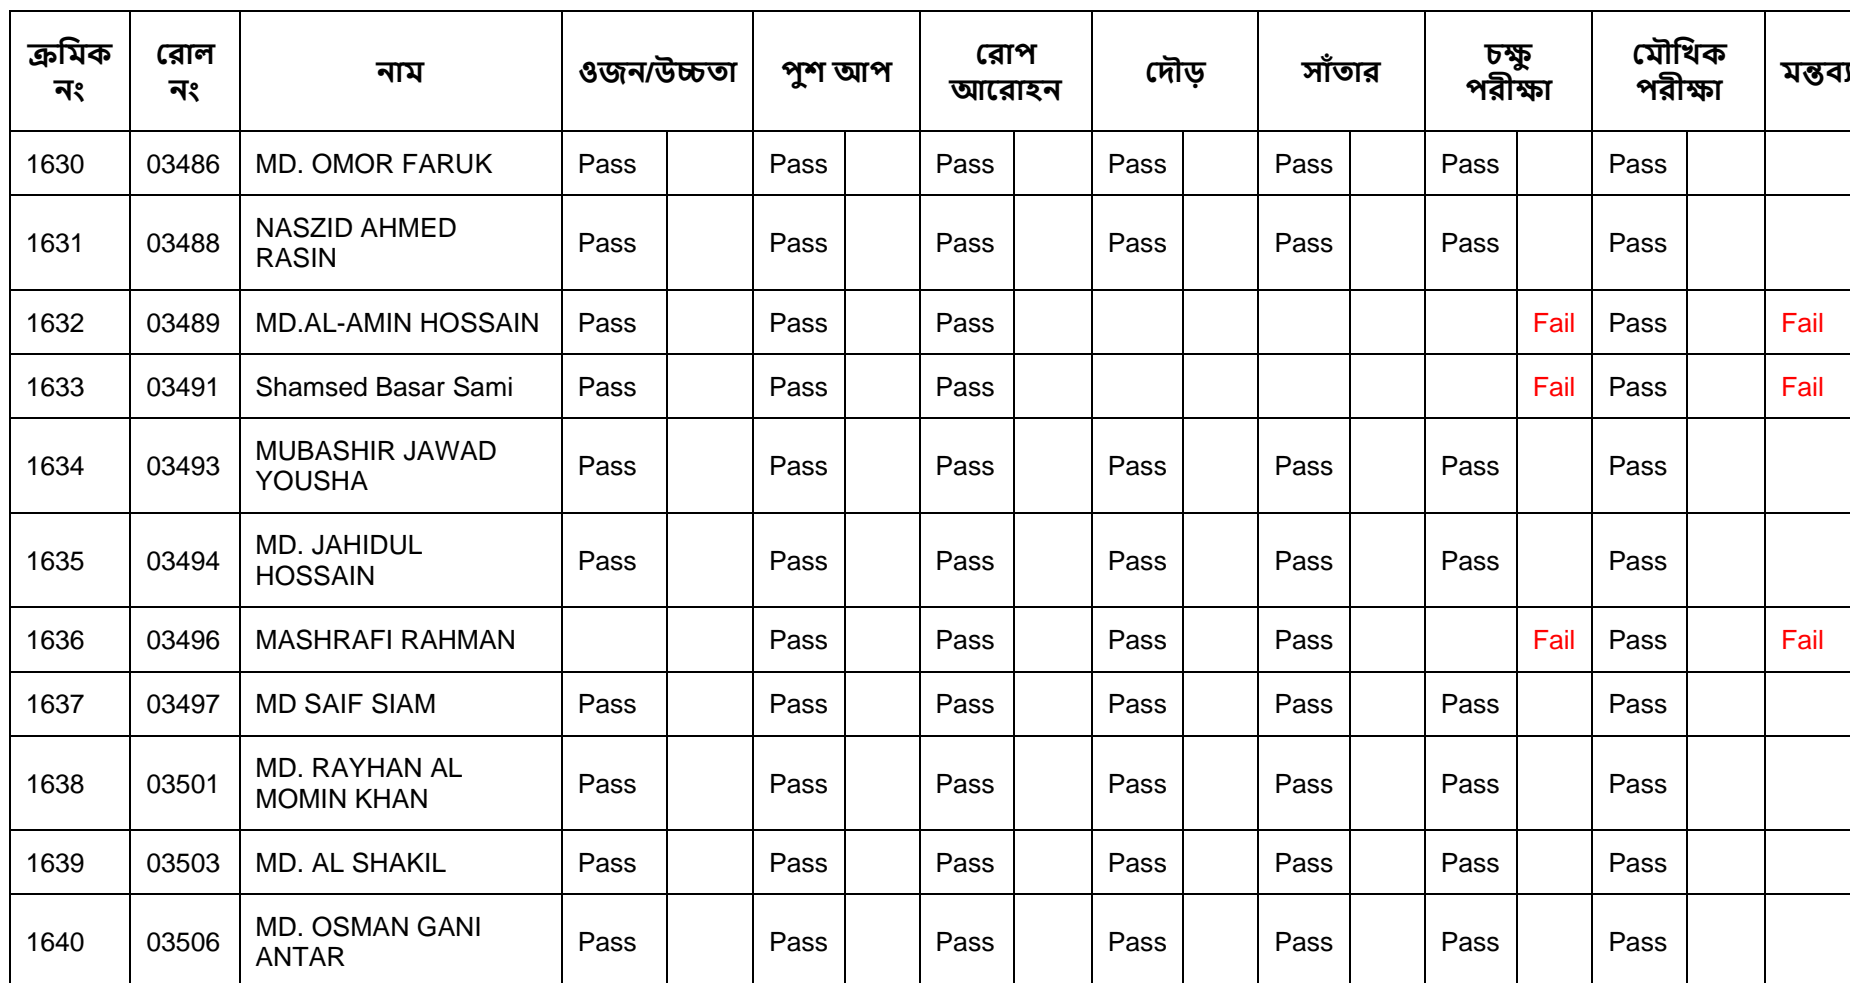 ক্রমিক নং রোল নং নাম ওজন/উচ্চতা পুশ আপ রোপ আরোহন দৌড় সাঁতার চক্ষু পরীক্ষা মৌখিক পরীক্ষা মন্তব্য
1630 03486 MD. OMOR FARUK Pass Pass Pass Pass Pass Pass Pass
1631 03488 NASZID AHMED
RASIN Pass Pass Pass Pass Pass Pass Pass
1632 03489 MD.AL-AMIN HOSSAIN Pass Pass Pass Fail Pass Fail
1633 03491 Shamsed Basar Sami Pass Pass Pass Fail Pass Fail
1634 03493 MUBASHIR JAWAD
YOUSHA Pass Pass Pass Pass Pass Pass Pass
1635 03494 MD. JAHIDUL
HOSSAIN Pass Pass Pass Pass Pass Pass Pass
1636 03496 MASHRAFI RAHMAN Pass Pass Pass Pass Fail Pass Fail
1637 03497 MD SAIF SIAM Pass Pass Pass Pass Pass Pass Pass
1638 03501 MD. RAYHAN AL
MOMIN KHAN Pass Pass Pass Pass Pass Pass Pass
1639 03503 MD. AL SHAKIL Pass Pass Pass Pass Pass Pass Pass
1640 03506 MD. OSMAN GANI
ANTAR Pass Pass Pass Pass Pass Pass Pass